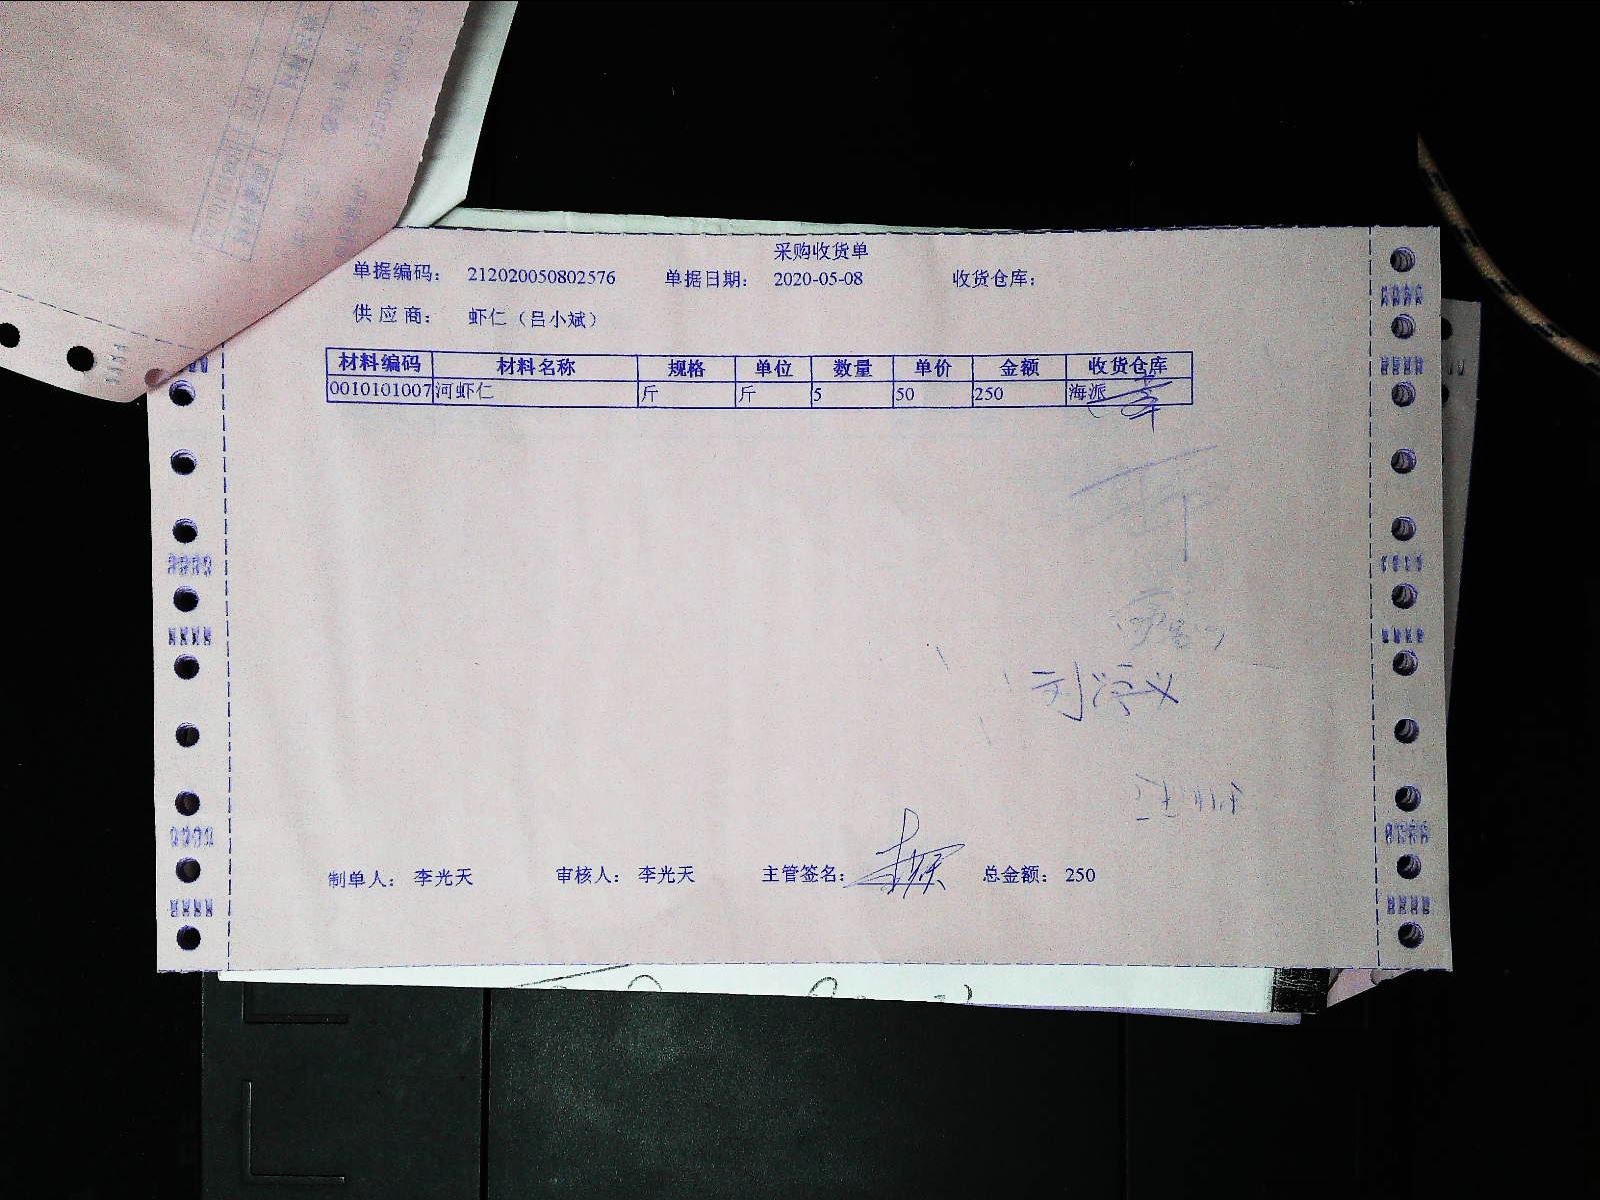 采购收货单
单据编码： 212020050802576 单据日期： 2020-05-08 收货仓库：
供应商： 虾仁（吕小斌）
材料编码 材料名称 规格 单位 数量 单价 金额 收货仓库
0010101007 河虾仁 斤 斤 5 50 250 海派
制单人： 李光天 审核人： 李光天 主管签名： 总金额： 250